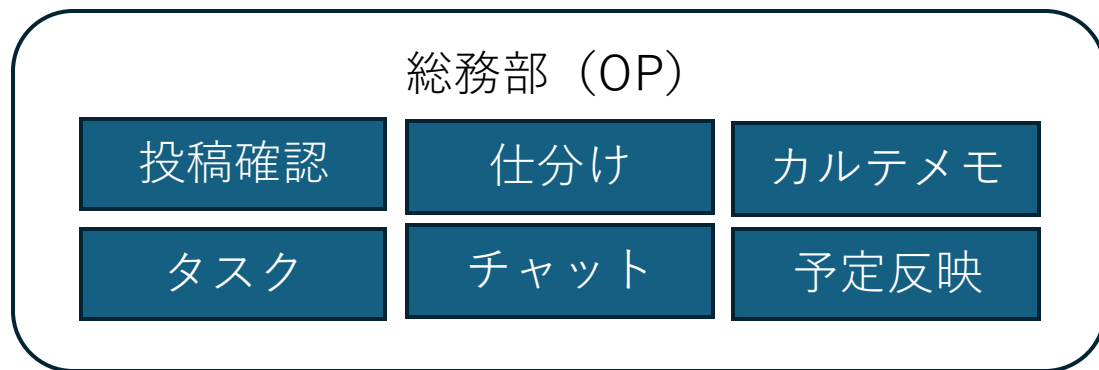 総務部（OP）
投稿確認
仕分け
カルテメモ
タスク
チャット
予定反映